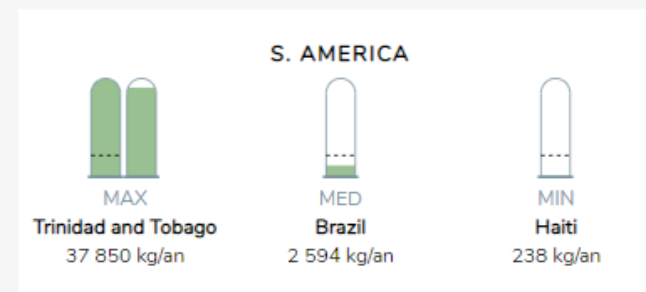 S. AMERICA
MAX
Trinidad and Tobago
37 850 kg/an
MED
Brazil
2 594 kg/an
MIN
Haiti
238 kg/an